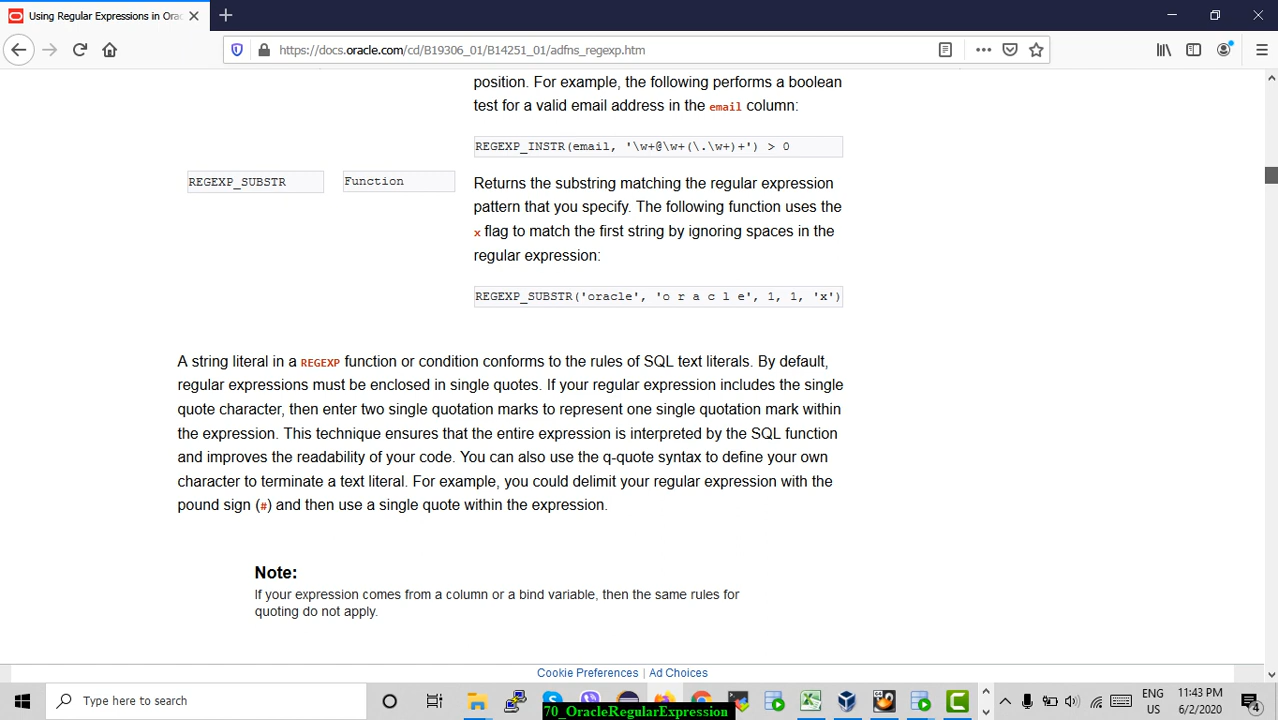 Using Regular Expressions in Orac
https://docs.oracle.com/cd/B19306_01/B14251_01/adfns_regexp.htm
position. For example, the following performs a boolean
test for a valid email address in the email column:
REGEXP_INSTR(email, '\w+@\w+(\.\w+)+') > 0
REGEXP_SUBSTR
Function
Returns the substring matching the regular expression
pattern that you specify. The following function uses the
x flag to match the first string by ignoring spaces in the
regular expression:
REGEXP_SUBSTR('oracle', 'o r a c l e', 1, 1, 'x')
A string literal in a REGEXP function or condition conforms to the rules of SQL text literals. By default,
regular expressions must be enclosed in single quotes. If your regular expression includes the single
quote character, then enter two single quotation marks to represent one single quotation mark within
the expression. This technique ensures that the entire expression is interpreted by the SQL function
and improves the readability of your code. You can also use the q-quote syntax to define your own
character to terminate a text literal. For example, you could delimit your regular expression with the
pound sign (#) and then use a single quote within the expression.
Note:
If your expression comes from a column or a bind variable, then the same rules for
quoting do not apply.
Cookie Preferences | Ad Choices
Type here to search
70_OracleRegularExpression
ENG
US
11:43 PM
6/2/2020
4